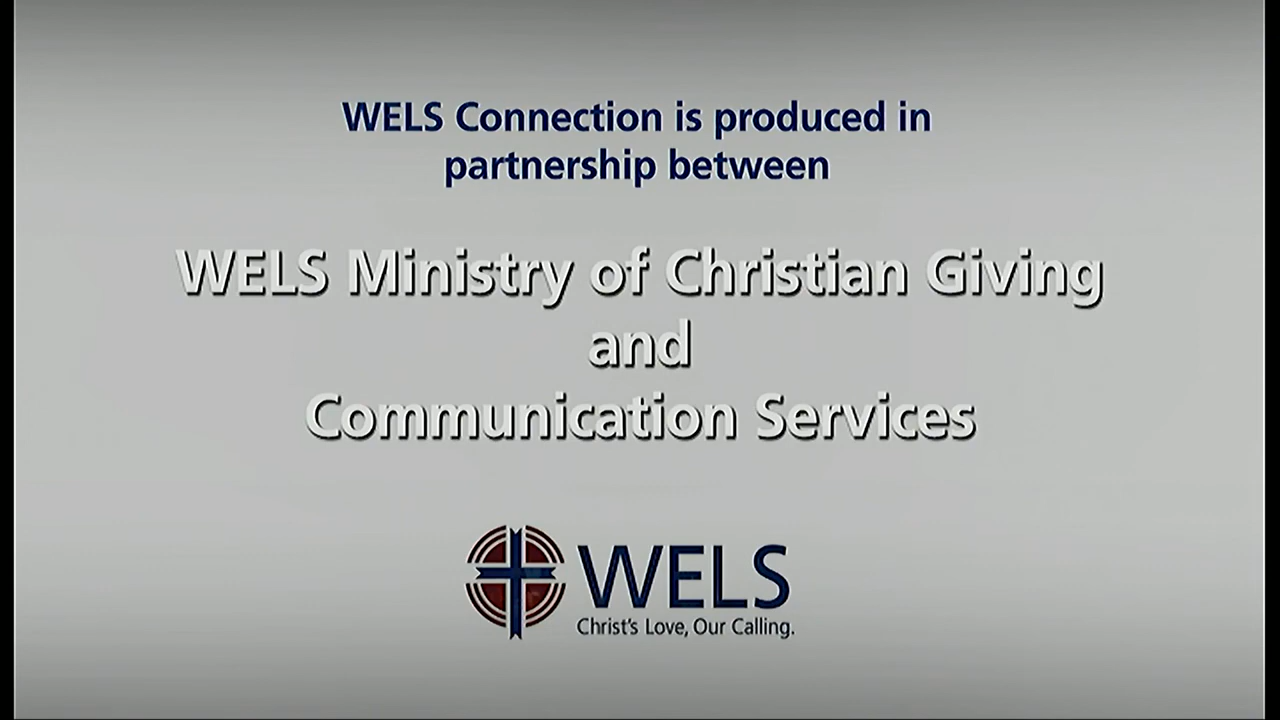 WELS Connection is produced in
partnership between
WELS Ministry of Christian Giving
and
Communication Services
WELS
Christ's Love, Our Calling.